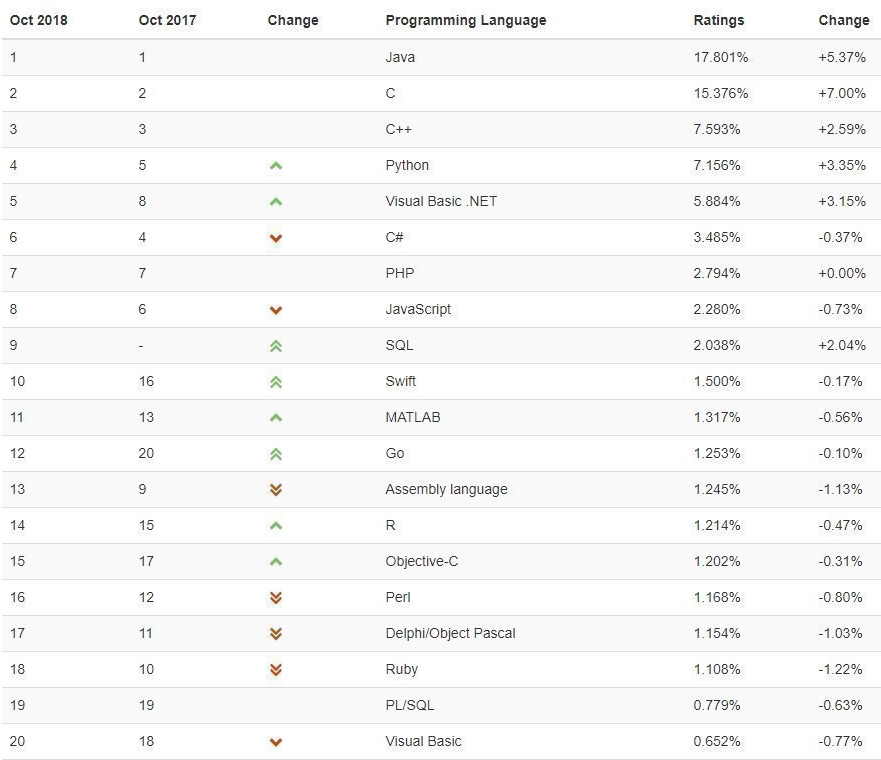 Oct 2018 Oct 2017 Change Programming Language Ratings Change
1 1 Java 17.801% +5.37%
2 2 C 15.376% +7.00%
3 3 C++ 7.593% +2.59%
4 5 Python 7.156% +3.35%
5 8 Visual Basic .NET 5.884% +3.15%
6 4 C# 3.485% -0.37%
7 7 PHP 2.794% +0.00%
8 6 JavaScript 2.280% -0.73%
9 - SQL 2.038% +2.04%
10 16 Swift 1.500% -0.17%
11 13 MATLAB 1.317% -0.56%
12 20 Go 1.253% -0.10%
13 9 Assembly language 1.245% -1.13%
14 15 R 1.214% -0.47%
15 17 Objective-C 1.202% -0.31%
16 12 Perl 1.168% -0.80%
17 11 Delphi/Object Pascal 1.154% -1.03%
18 10 Ruby 1.108% -1.22%
19 19 PL/SQL 0.779% -0.63%
20 18 Visual Basic 0.652% -0.77%